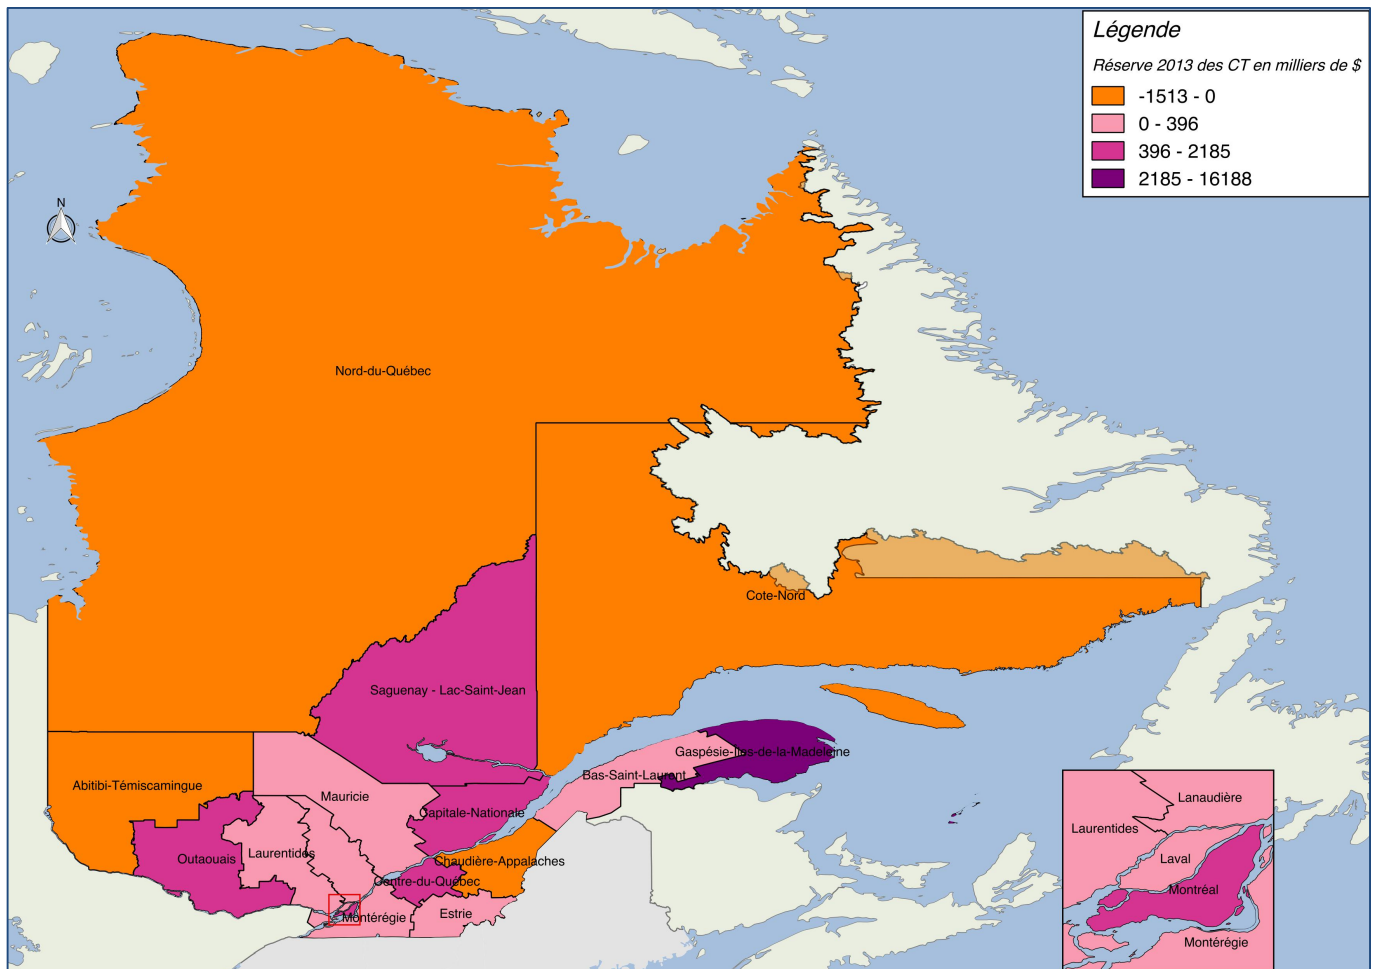 Légende
Réserve 2013 des CT en milliers de $
-1513 - 0
0 - 396
396 - 2185
2185 - 16188
N
Nord-du-Québec
Cote-Nord
Saguenay - Lac-Saint-Jean
Gaspésie-Iles-de-la-Madeleine
Bas-Saint-Laurent
Abitibi-Témiscamingue
Mauricie
Capitale-Nationale
Outaouais
Laurentides
Chaudière-Appalaches
Centre-du-Québec
Montérégie
Estrie
Lanaudière
Laurentides
Laval
Montréal
Montérégie